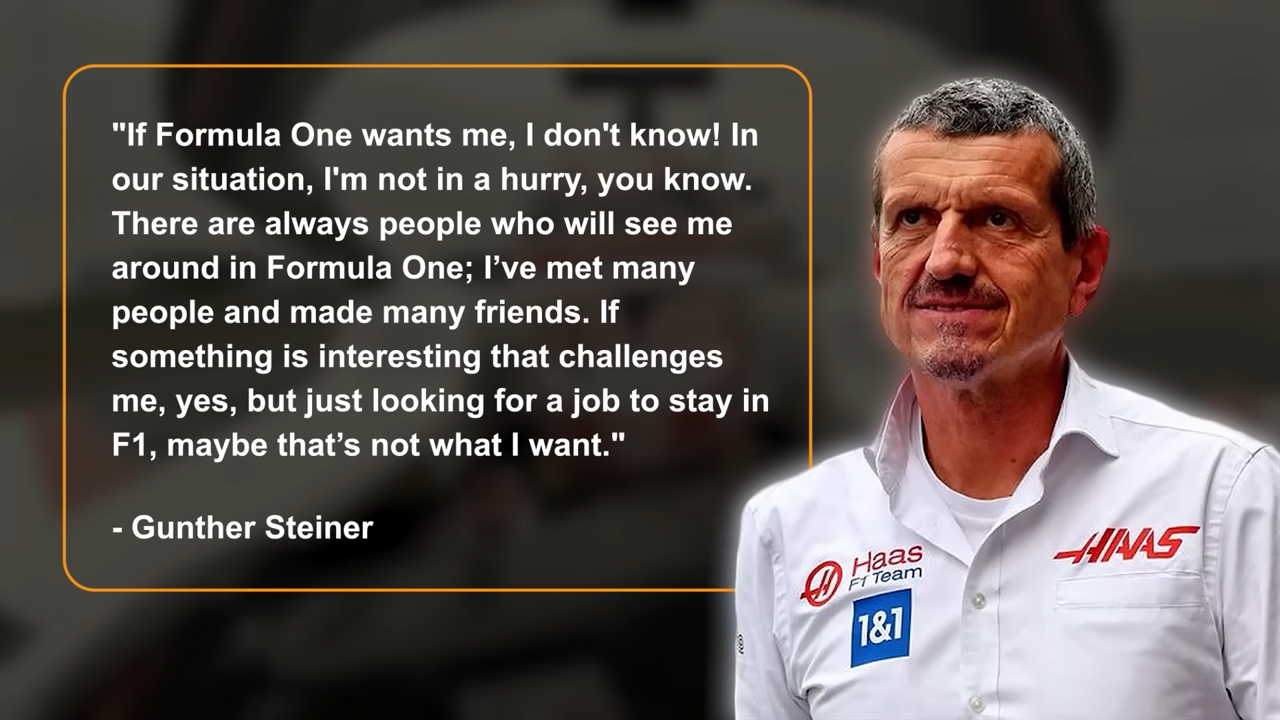 "If Formula One wants me, I don't know! In
our situation, I'm not in a hurry, you know.
There are always people who will see me
around in Formula One; I’ve met many
people and made many friends. If
something is interesting that challenges
me, yes, but just looking for a job to stay in
F1, maybe that’s not what I want."
- Gunther Steiner
HAAS
Haas
F1 Team
1&1